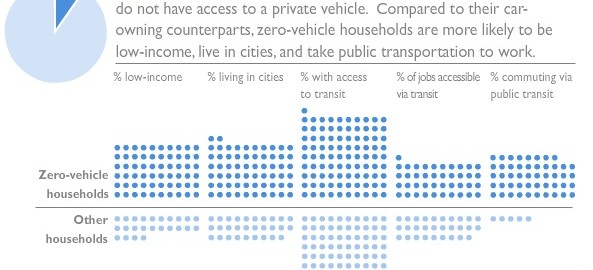 do not have access to a private vehicle. Compared to their car-
owning counterparts, zero-vehicle households are more likely to be
low-income, live in cities, and take public transportation to work.
% low-income
% living in cities
% with access
to transit
% of jobs accessible
via transit
% commuting via
public transit
Zero-vehicle
households
Other
households